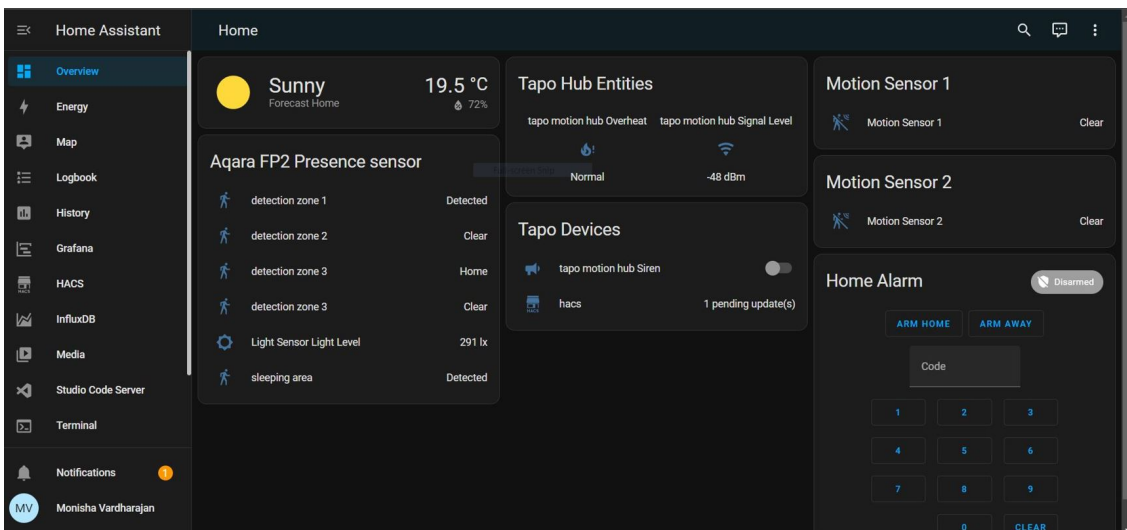 Home Assistant
Overview
Energy
Map
Logbook
History
Grafana
HACS
HACS
InfluxDB
Media
Studio Code Server
Terminal
Notifications
1
MV
Monisha Vardharajan
Home
Sunny
Forecast Home
19.5 °C
72%
Aqara FP2 Presence sensor
detection zone 1 Detected
detection zone 2 Clear
detection zone 3 Home
detection zone 3 Clear
Light Sensor Light Level 291 lx
sleeping area Detected
Tapo Hub Entities
tapo motion hub Overheat tapo motion hub Signal Level
Normal -48 dBm
Tapo Devices
tapo motion hub Siren
HACS
hacs 1 pending update(s)
Motion Sensor 1
Motion Sensor 1 Clear
Motion Sensor 2
Motion Sensor 2 Clear
Home Alarm Disarmed
ARM HOME ARM AWAY
Code
1 2 3
4 5 6
7 8 9
0 CLEAR